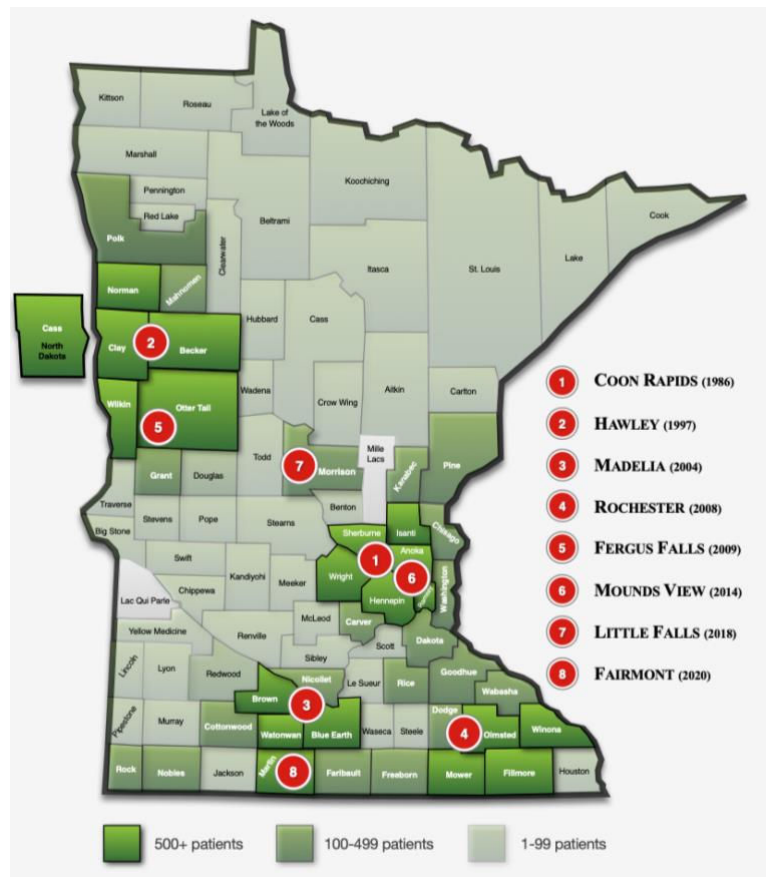 Kittson
Roseau
Lake of
the Woods
Marshall
Koochiching
Pennington
Red Lake
Beltrami
Cook
Polk
Clearwater
Lake
St. Louis
Itasca
Norman
Mahnomen
Hubbard
Cass
Cass
North
Dakota
Clay
2
Becker
Wadena
Crow Wing
Aitkin
Carlton
Wilkin
Otter Tail
5
Todd
7
Morrison
Mille
Lacs
Kanabec
Pine
Grant
Douglas
Traverse
Big Stone
Stevens
Pope
Stearns
Benton
Sherburne
Isanti
Chisago
Anoka
1
6
Swift
Kandiyohi
Meeker
Wright
Hennepin
Ramsey
Washington
Lac Qui Parle
Chippewa
McLeod
Carver
Yellow Medicine
Renville
Scott
Dakota
Sibley
Lincoln
Lyon
Redwood
Nicollet
Le Sueur
Rice
Goodhue
Wabasha
Brown
3
Pipestone
Murray
Cottonwood
Watonwan
Blue Earth
Waseca
Steele
Dodge
4
Olmsted
Winona
Rock
Nobles
Jackson
Martin
8
Faribault
Freeborn
Mower
Fillmore
Houston
1 COON RAPIDS (1986)
2 HAWLEY (1997)
3 MADELIA (2004)
4 ROCHESTER (2008)
5 FERGUS FALLS (2009)
6 MOUNDS VIEW (2014)
7 LITTLE FALLS (2018)
8 FAIRMONT (2020)
500+ patients
100-499 patients
1-99 patients